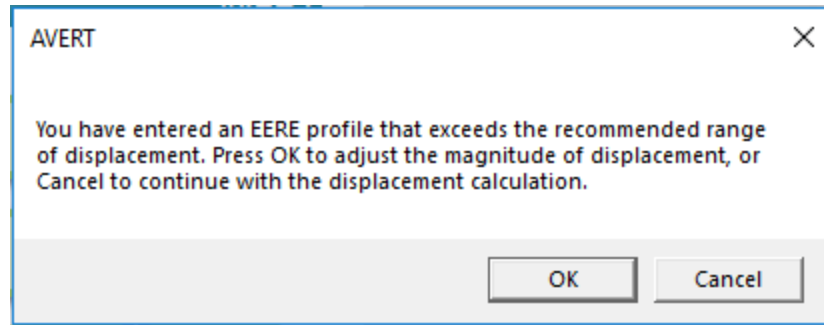 AVERT
You have entered an EERE profile that exceeds the recommended range
of displacement. Press OK to adjust the magnitude of displacement, or
Cancel to continue with the displacement calculation.
OK
Cancel